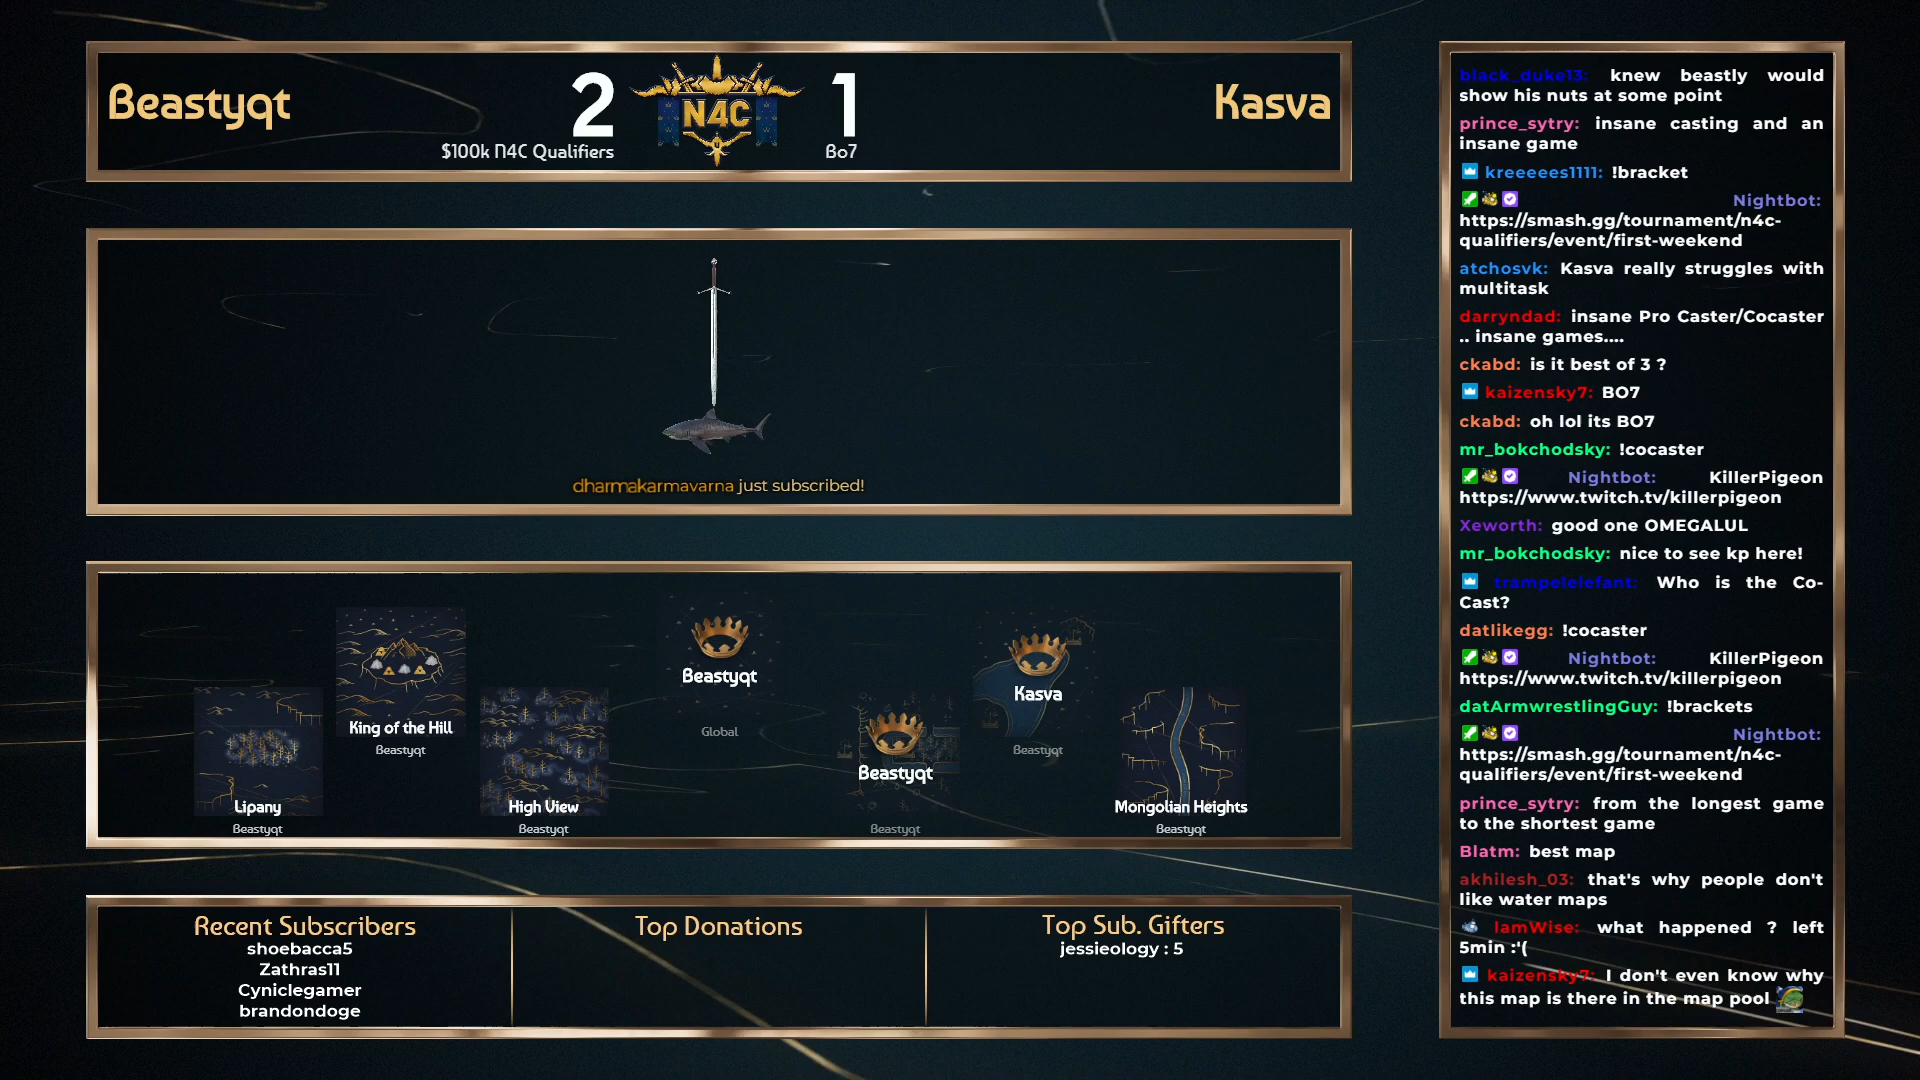 Beastyqt
2
N4C
1
Kasva
$100k N4C Qualifiers
Bo7
dharmakarmavarna just subscribed!
Beastyqt
Global
Kasva
Beastyqt
King of the Hill
Beastyqt
Beastyqt
Beastyqt
Lipany
Beastyqt
High View
Beastyqt
Mongolian Heights
Beastyqt
Recent Subscribers
shoebacca5
Zathras11
Cyniclegamer
brandondoge
Top Donations
Top Sub. Gifters
jessieology : 5
black_duke13: knew beastly would
show his nuts at some point
prince_sytry: insane casting and an
insane game
kreeeees1111: !bracket
Nightbot:
https://smash.gg/tournament/n4c-
qualifiers/event/first-weekend
atchosvk: Kasva really struggles with
multitask
darryndad: insane Pro Caster/Cocaster
.. insane games....
ckabd: is it best of 3 ?
kaizensky7: BO7
ckabd: oh lol its BO7
mr_bokchodsky: !cocaster
Nightbot: KillerPigeon
https://www.twitch.tv/killerpigeon
Xeworth: good one OMEGALUL
mr_bokchodsky: nice to see kp here!
trampelelefant: Who is the Co-
Cast?
datlikegg: !cocaster
Nightbot: KillerPigeon
https://www.twitch.tv/killerpigeon
datArmwrestlingGuy: !brackets
Nightbot:
https://smash.gg/tournament/n4c-
qualifiers/event/first-weekend
prince_sytry: from the longest game
to the shortest game
Blatm: best map
akhilesh_03: that's why people don't
like water maps
IamWise: what happened ? left
5min :'(
kaizensky7: I don't even know why
this map is there in the map pool